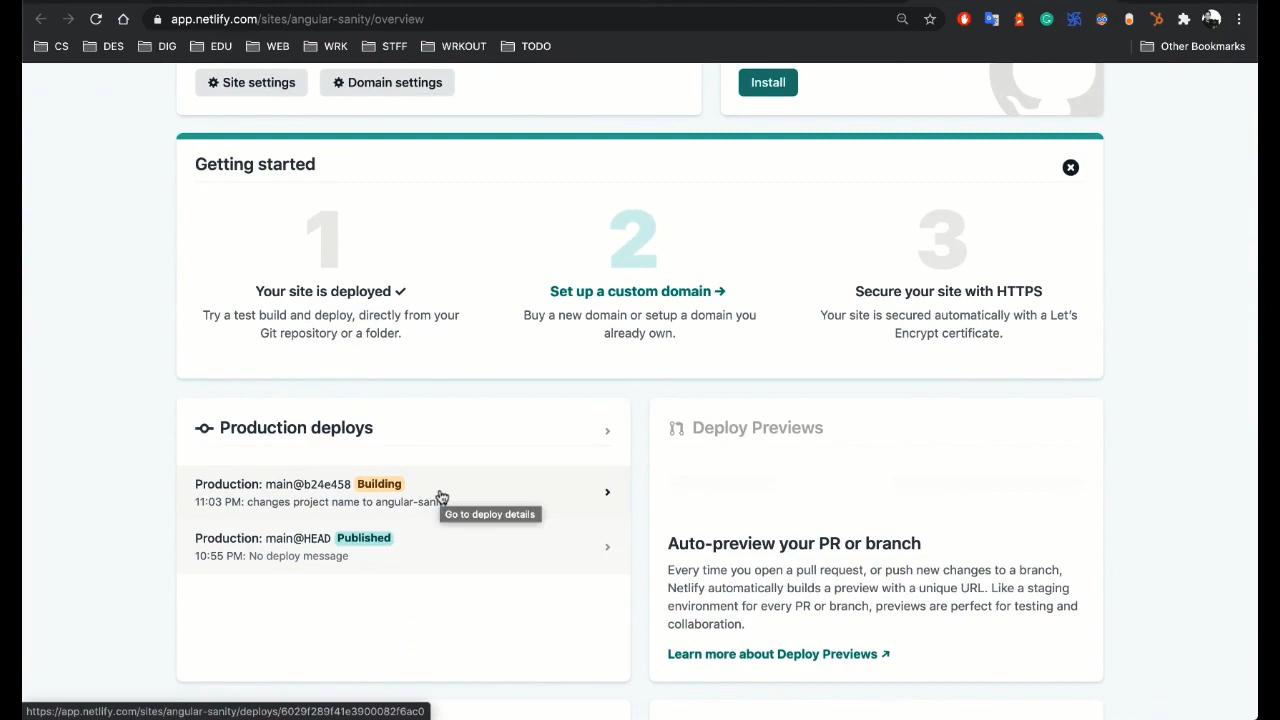 app.netlify.com/sites/angular-sanity/overview
CS DES DIG EDU WEB WRK STFF WRKOUT TODO Other Bookmarks
Site settings Domain settings Install
Getting started
1 2 3
Your site is deployed ✓ Set up a custom domain → Secure your site with HTTPS
Try a test build and deploy, directly from your Buy a new domain or setup a domain you Your site is secured automatically with a Let's
Git repository or a folder. already own. Encrypt certificate.
Production deploys
Production: main@b24e458 Building
11:03 PM: changes project name to angular-sanity
Go to deploy details
Production: main@HEAD Published
10:55 PM: No deploy message
Deploy Previews
Auto-preview your PR or branch
Every time you open a pull request, or push new changes to a branch,
Netlify automatically builds a preview with a unique URL. Like a staging
environment for every PR or branch, previews are perfect for testing and
collaboration.
Learn more about Deploy Previews ↗
https://app.netlify.com/sites/angular-sanity/deploys/6029f289f41e3900082f6ac0